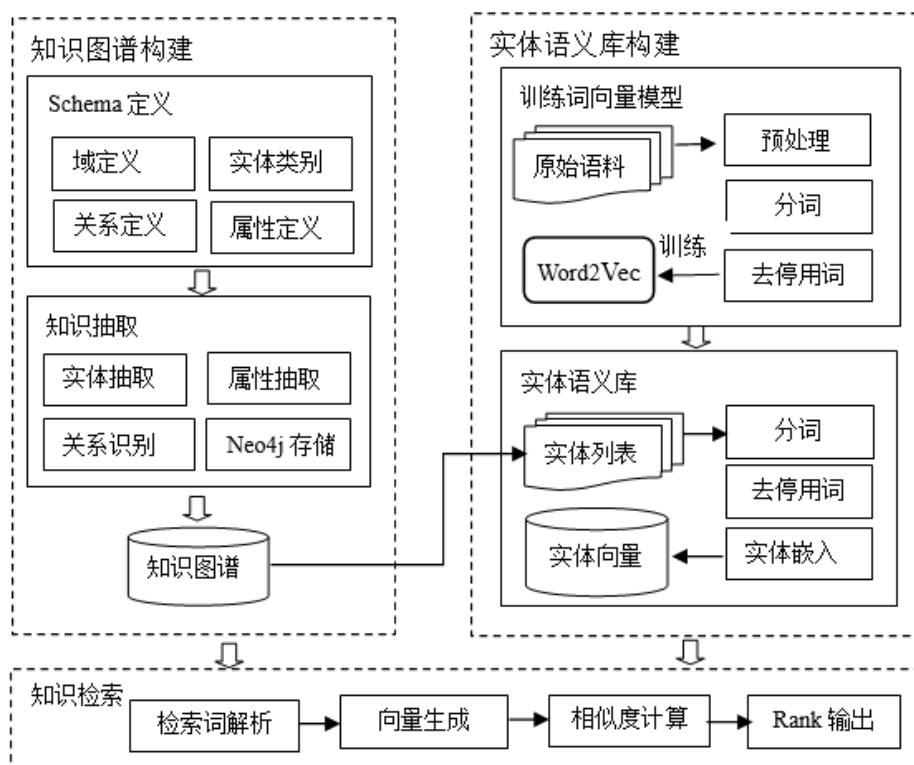 知识图谱构建
Schema 定义
域定义
实体类别
关系定义
属性定义
知识抽取
实体抽取
属性抽取
关系识别
Neo4j 存储
知识图谱
实体语义库构建
训练词向量模型
原始语料
预处理
分词
训练
Word2Vec
去停用词
实体语义库
实体列表
分词
去停用词
实体向量
实体嵌入
知识检索
检索词解析
向量生成
相似度计算
Rank 输出